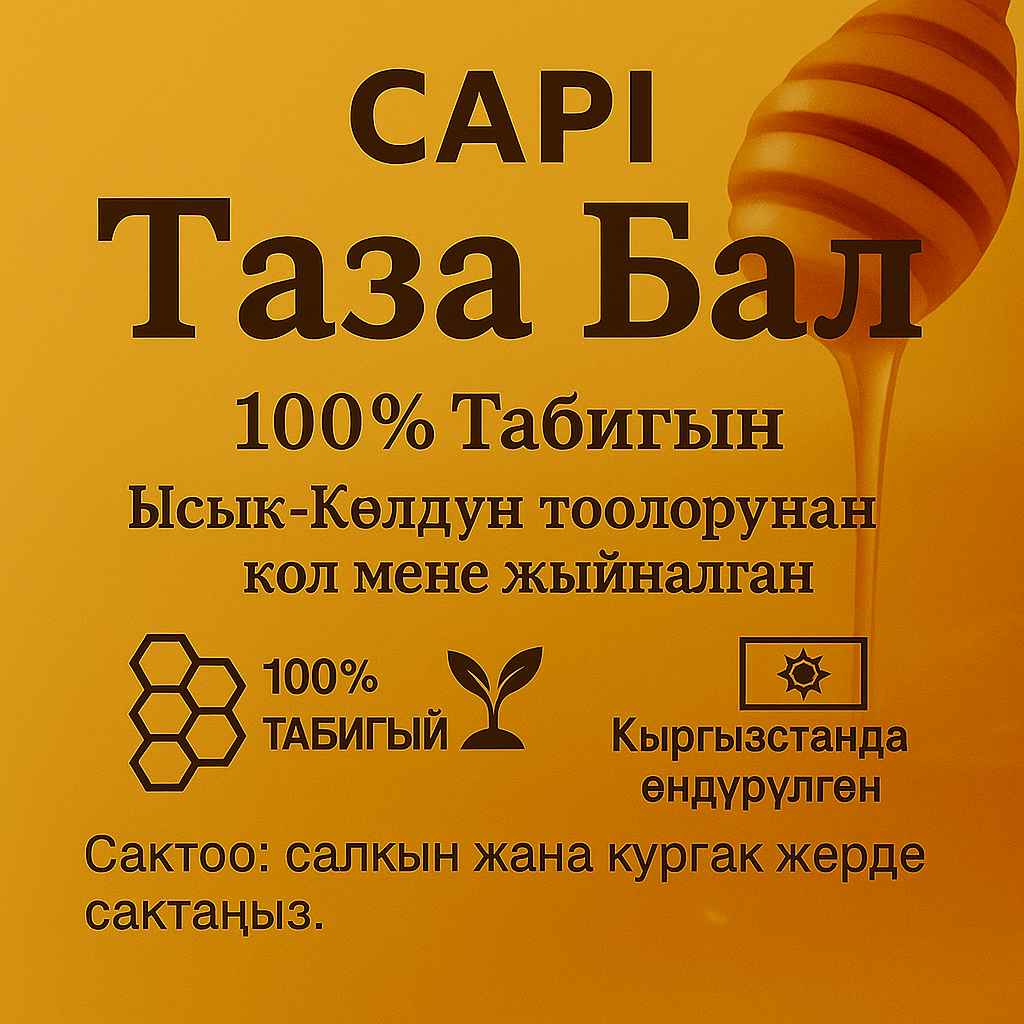 CAPI
Таза Бал
100% Табигын
Ысык-Көлдун тоолорунан
кол мене жыйналган
100%
ТАБИГЫЙ
Кыргызстанда
өндүрүлгөн
Сактоо: салкын жана кургак жерде
сактаңыз.